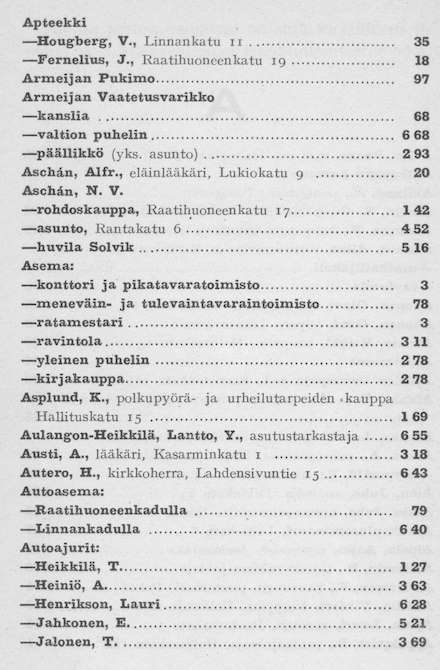 Apteekki
—Hougberg, V., Linnankatu 11 .......... 35
—Fernelius, J., Raatihuoneenkatu 19 .......... 18
Armeijan Pukimo .......... 97
Armeijan Vaatetusvarikko
—kanslia .......... 68
—valtion puhelin .......... 6 68
—päällikkö (yks. asunto) .......... 2 93
Aschán, Alfr., eläinlääkäri, Lukiokatu 9 .......... 20
Aschán, N. V.
—rohdoskauppa, Raatihuoneenkatu 17 .......... 1 42
—asunto, Rantakatu 6 .......... 4 52
—huvila Solvik .......... 5 16
Asema:
—konttori ja pikatavaratoimisto .......... 3
—meneväin- ja tulevaintavaraintoimisto .......... 78
—ratamestari .......... 3
—ravintola .......... 3 11
—yleinen puhelin .......... 2 78
—kirjakauppa .......... 2 78
Asplund, K., polkupyörä- ja urheilutarpeiden kauppa
Hallituskatu 15 .......... 1 69
Aulangon-Heikkilä, Lantto, Y., asutustarkastaja ...... 6 55
Austi, A., lääkäri, Kasarminkatu 1 .......... 3 18
Autero, H., kirkkoherra, Lahdensivuntie 15 .......... 6 43
Autoasema:
—Raatihuoneenkadulla .......... 79
—Linnankadulla .......... 6 40
Autoajurit:
—Heikkilä, T. .......... 1 27
—Heiniö, A. .......... 3 63
—Henrikson, Lauri .......... 6 28
—Jahkonen, E. .......... 5 21
—Jalonen, T. .......... 3 69